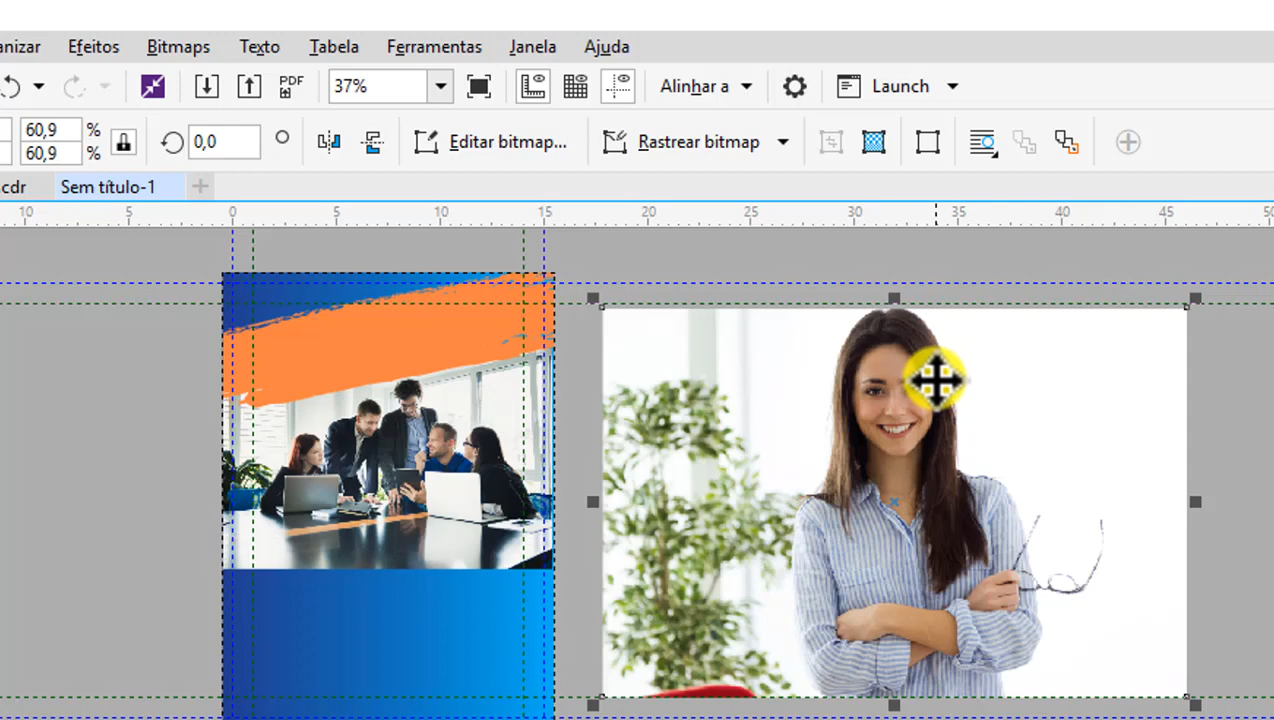 anizar Efeitos Bitmaps Texto Tabela Ferramentas Janela Ajuda
PDF 37% Alinhar a Launch
60,9 % 0,0 Editar bitmap... Rastrear bitmap
60,9 %
.cdr Sem título-1
10 5 0 5 10 15 20 25 30 35 40 45 50